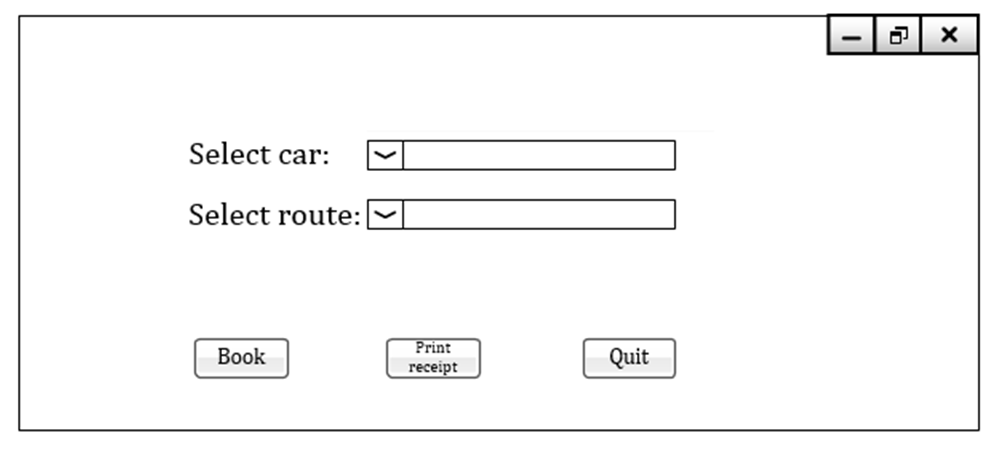 Select car:
Select route:
Book
Print
receipt
Quit